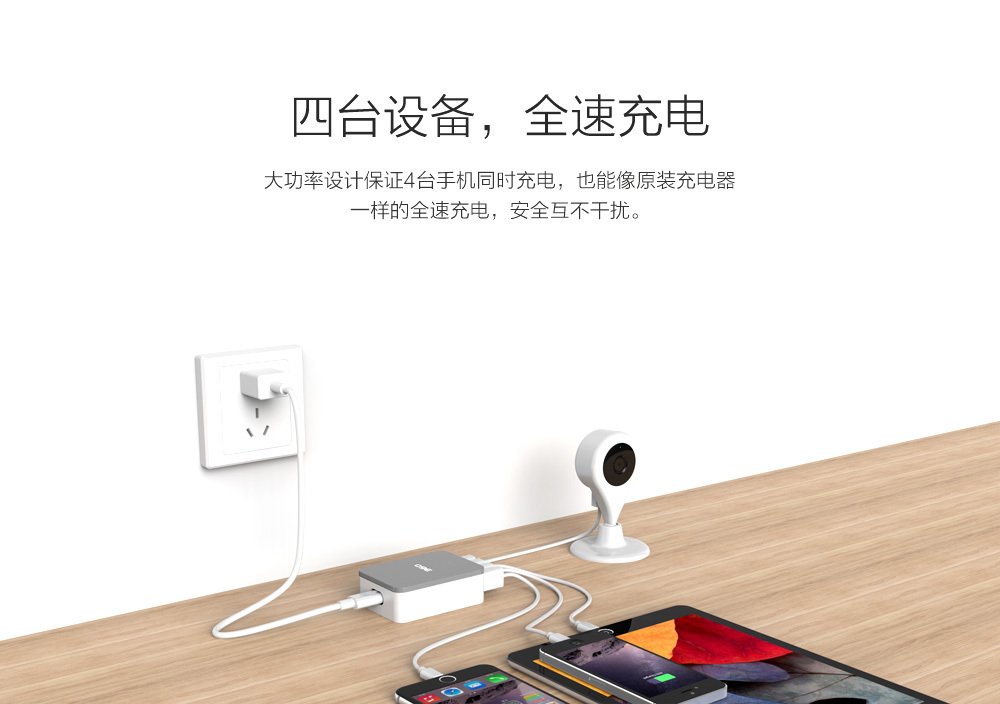 四台设备，全速充电
大功率设计保证4台手机同时充电，也能像原装充电器
一样的全速充电，安全互不干扰。